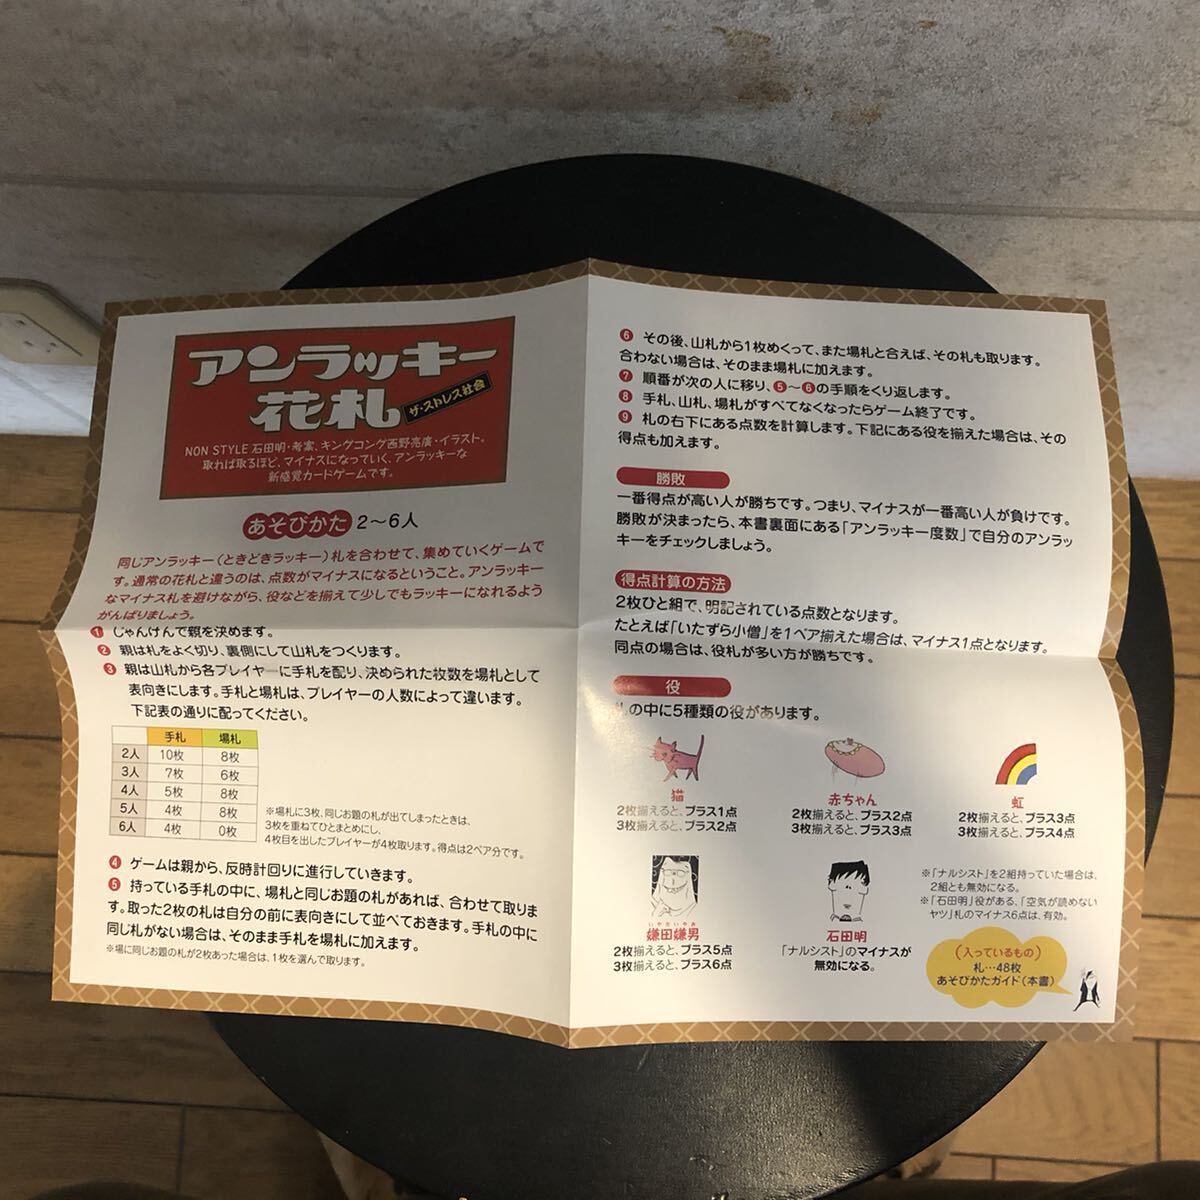 アンラッキー
花札
ザ・ストレス社会
NON STYLE 石田明・考案、キングコング西野亮廣・イラスト。
取れば取るほど、マイナスになっていく、アンラッキーな
新感覚カードゲームです。
あそびかた 2〜6人
同じアンラッキー(ときどきラッキー)札を合わせて、集めていくゲームで
す。通常の花札と違うのは、点数がマイナスになるということ。アンラッキー
なマイナス札を避けながら、役などを揃えて少しでもラッキーになれるよう
がんばりましょう。
1 じゃんけんで親を決めます。
2 親は札をよく切り、裏側にして山札をつくります。
3 親は山札から各プレイヤーに手札を配り、決められた枚数を場札として
表向きにします。手札と場札は、プレイヤーの人数によって違います。
下記表の通りに配ってください。
手札 場札
2人 10枚 8枚
3人 7枚 6枚
4人 5枚 8枚
5人 4枚 8枚
6人 4枚 0枚
※場札に3枚、同じお題の札が出てしまったときは、
3枚を重ねてひとまとめにし、
4枚目を出したプレイヤーが4枚取ります。得点は2ペア分です。
4 ゲームは親から、反時計回りに進行していきます。
5 持っている手札の中に、場札と同じお題の札があれば、合わせて取りま
す。取った2枚の札は自分の前に表向きにして並べておきます。手札の中に
同じ札がない場合は、そのまま手札を場札に加えます。
※場に同じお題の札が2枚あった場合は、1枚を選んで取ります。
6 その後、山札から1枚めくって、また場札と合えば、その札も取ります。
合わない場合は、そのまま場札に加えます。
7 順番が次の人に移り、5〜6の手順をくり返します。
8 手札、山札、場札がすべてなくなったらゲーム終了です。
9 札の右下にある点数を計算します。下記にある役を揃えた場合は、その
得点も加えます。
勝敗
一番得点が高い人が勝ちです。つまり、マイナスが一番高い人が負けです。
勝敗が決まったら、本書裏面にある「アンラッキー度数」で自分のアンラッ
キーをチェックしましょう。
得点計算の方法
2枚ひと組で、明記されている点数となります。
たとえば「いたずら小僧」を1ペア揃えた場合は、マイナス1点となります。
同点の場合は、役札が多い方が勝ちです。
役
札の中に5種類の役があります。
猫
2枚揃えると、プラス1点
3枚揃えると、プラス2点
赤ちゃん
2枚揃えると、プラス2点
3枚揃えると、プラス3点
虹
2枚揃えると、プラス3点
3枚揃えると、プラス4点
いやだいやお
嫌田嫌男
2枚揃えると、プラス5点
3枚揃えると、プラス6点
石田明
「ナルシスト」のマイナスが
無効になる。
※「ナルシスト」を2組持っていた場合は、
2組とも無効になる。
※「石田明」役がある、「空気が読めない
ヤツ」札のマイナス6点は、有効。
(入っているもの)
札…48枚
あそびかたガイド(本書)